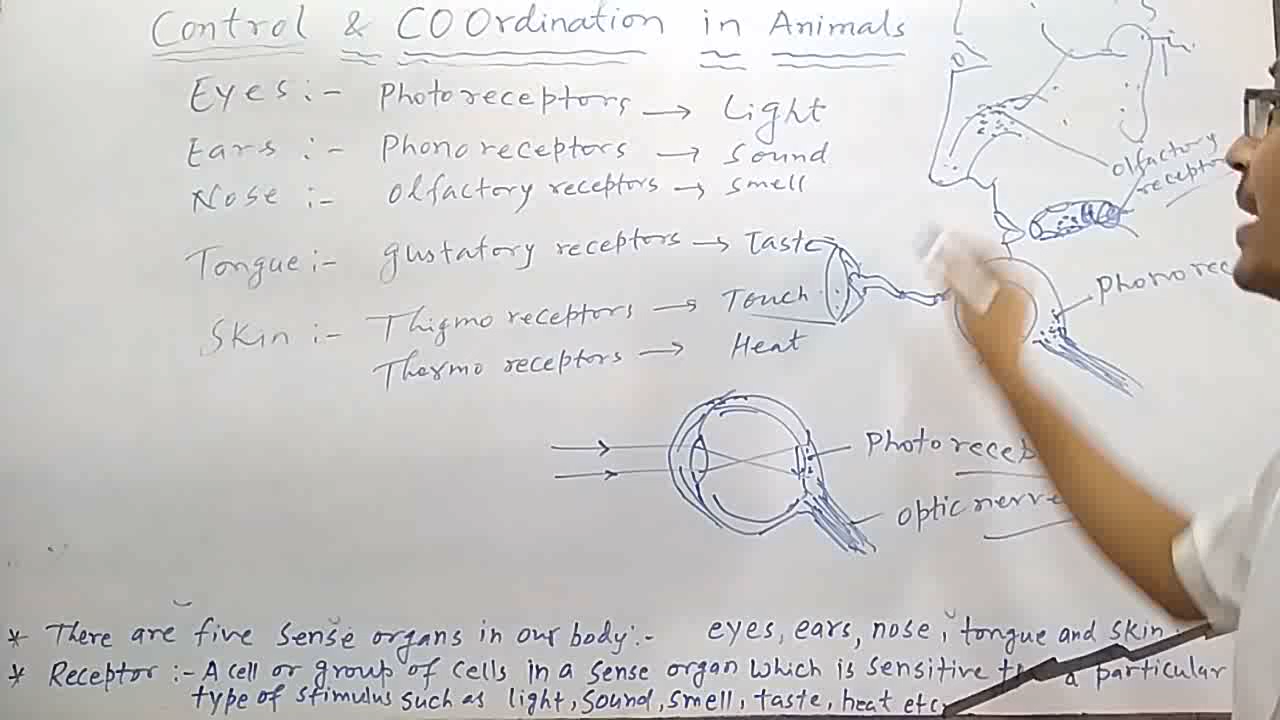 Control & COOrdination in Animals
Eyes :- Photoreceptors → Light
Ears :- Phonoreceptors → Sound
Nose :- Olfactory receptors → Smell
Tongue :- gustatory receptors → Taste
Skin :- Thigmo receptors → Touch
Thermo receptors → Heat
Olfactory
receptor
Phonorec
Photorecep
Optic nerve
* There are five sense organs in our body :- eyes, ears, nose, tongue and skin.
* Receptor :- A cell or group of cells in a sense organ which is sensitive a particular
type of stimulus such as light, sound, smell, taste, heat etc